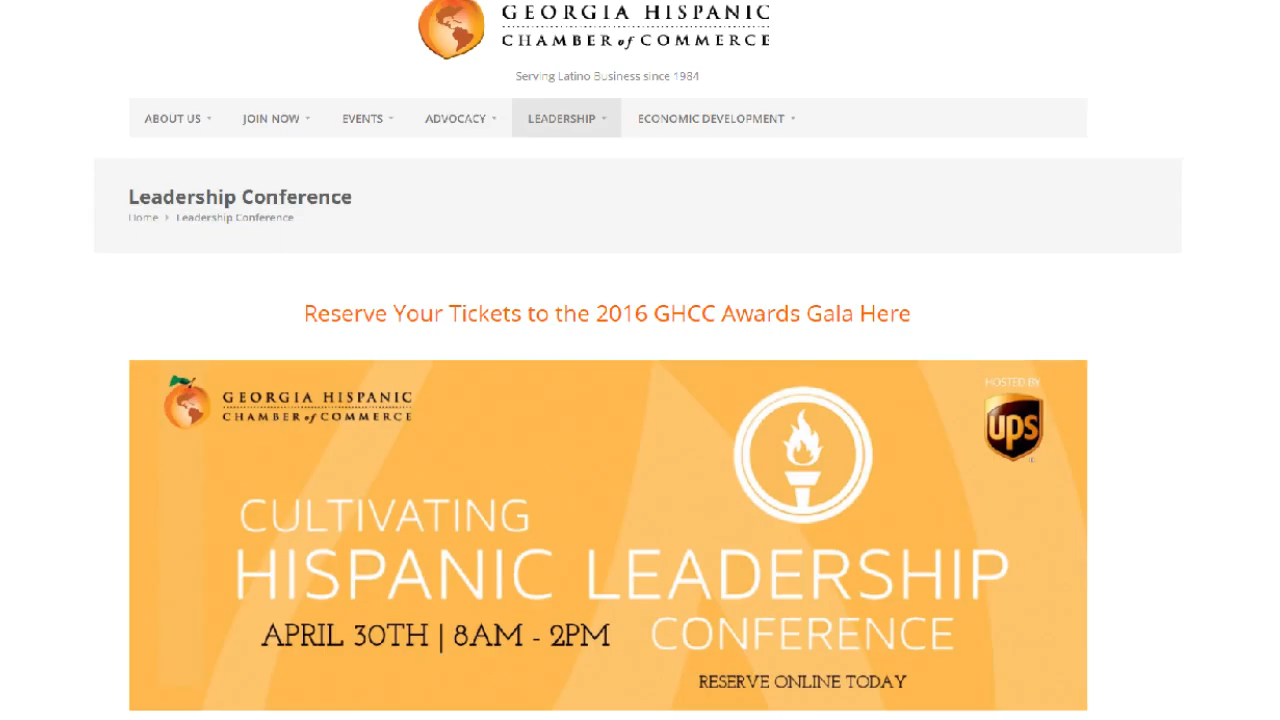 GEORGIA HISPANIC
CHAMBER of COMMERCE
Serving Latino Business since 1984
ABOUT US JOIN NOW EVENTS ADVOCACY LEADERSHIP ECONOMIC DEVELOPMENT
Leadership Conference
Home Leadership Conference
Reserve Your Tickets to the 2016 GHCC Awards Gala Here
GEORGIA HISPANIC
CHAMBER of COMMERCE
HOSTED BY
ups
CULTIVATING
HISPANIC LEADERSHIP
APRIL 30TH | 8AM - 2PM
CONFERENCE
RESERVE ONLINE TODAY